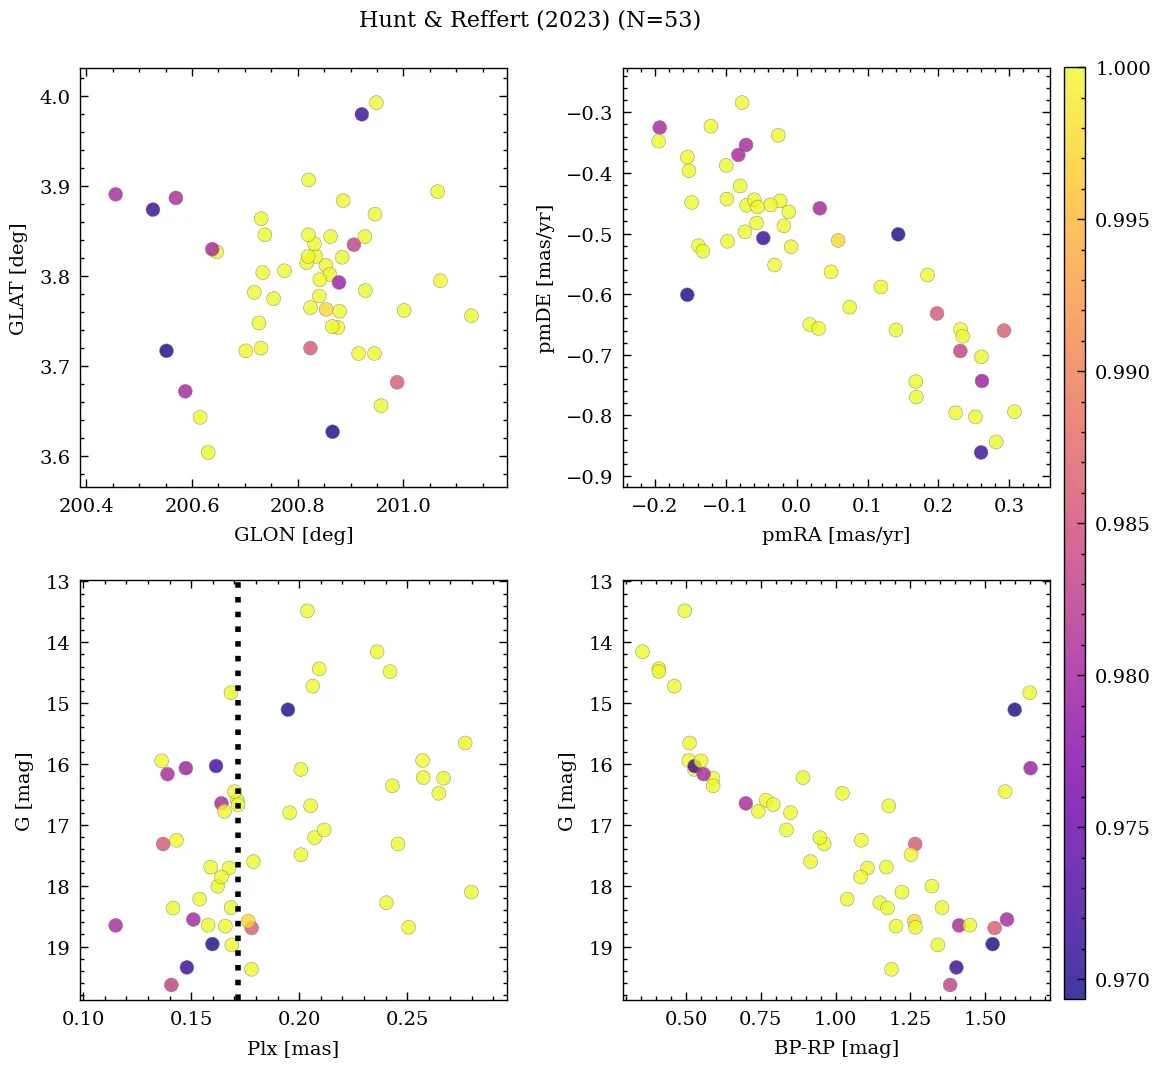 Hunt & Reffert (2023) (N=53)
4.0
3.9
3.8
3.7
3.6
GLAT [deg]
200.4 200.6 200.8 201.0
GLON [deg]
−0.3
−0.4
−0.5
−0.6
−0.7
−0.8
−0.9
pmDE [mas/yr]
−0.2 −0.1 0.0 0.1 0.2 0.3
pmRA [mas/yr]
13
14
15
16
17
18
19
G [mag]
0.10 0.15 0.20 0.25
Plx [mas]
13
14
15
16
17
18
19
G [mag]
0.50 0.75 1.00 1.25 1.50
BP-RP [mag]
1.000
0.995
0.990
0.985
0.980
0.975
0.970